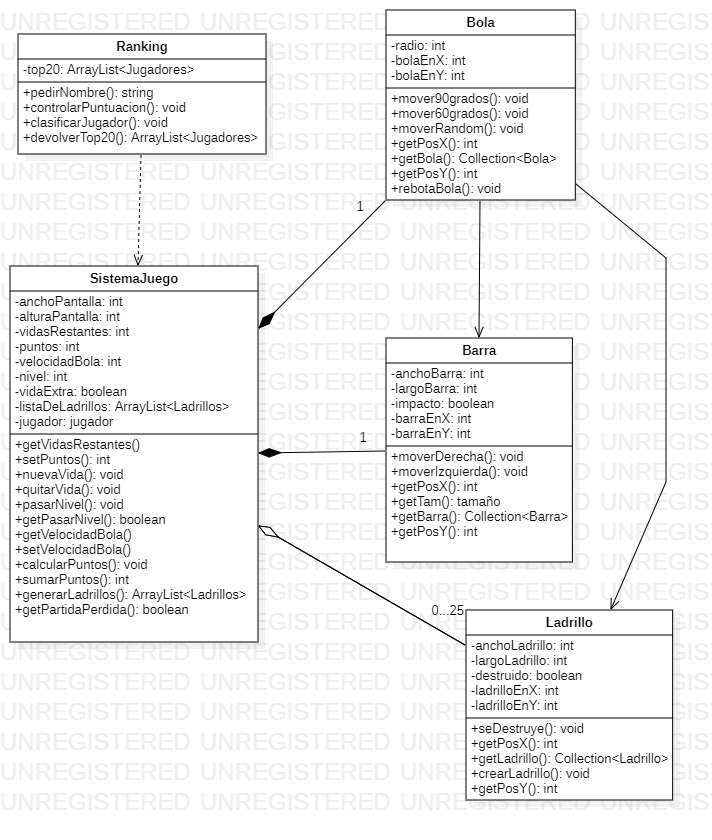 Ranking
-top20: ArrayList<Jugadores>
+pedirNombre(): string
+controlarPuntuacion(): void
+clasificarJugador(): void
+devolverTop20(): ArrayList<Jugadores>
Bola
-radio: int
-bolaEnX: int
-bolaEnY: int
+mover90grados(): void
+mover60grados(): void
+moverRandom(): void
+getPosX(): int
+getBola(): Collection<Bola>
+getPosY(): int
+rebotaBola(): void
1
SistemaJuego
-anchoPantalla: int
-alturaPantalla: int
-vidasRestantes: int
-puntos: int
-velocidadBola: int
-nivel: int
-vidaExtra: boolean
-listaDeLadrillos: ArrayList<Ladrillos>
-jugador: jugador
+getVidasRestantes()
+setPuntos(): int
+nuevaVida(): void
+quitarVida(): void
+pasarNivel(): void
+getPasarNivel(): boolean
+getVelocidadBola()
+setVelocidadBola()
+calcularPuntos(): void
+sumarPuntos(): int
+generarLadrillos(): ArrayList<Ladrillos>
+getPartidaPerdida(): boolean
1
Barra
-anchoBarra: int
-largoBarra: int
-impacto: boolean
-barraEnX: int
-barraEnY: int
+moverDerecha(): void
+moverIzquierda(): void
+getPosX(): int
+getTam(): tamaño
+getBarra(): Collection<Barra>
+getPosY(): int
0...25
Ladrillo
-anchoLadrillo: int
-largoLadrillo: int
-destruido: boolean
-ladrilloEnX: int
-ladrilloEnY: int
+seDestruye(): void
+getPosX(): int
+getLadrillo(): Collection<Ladrillo>
+crearLadrillo(): void
+getPosY(): int